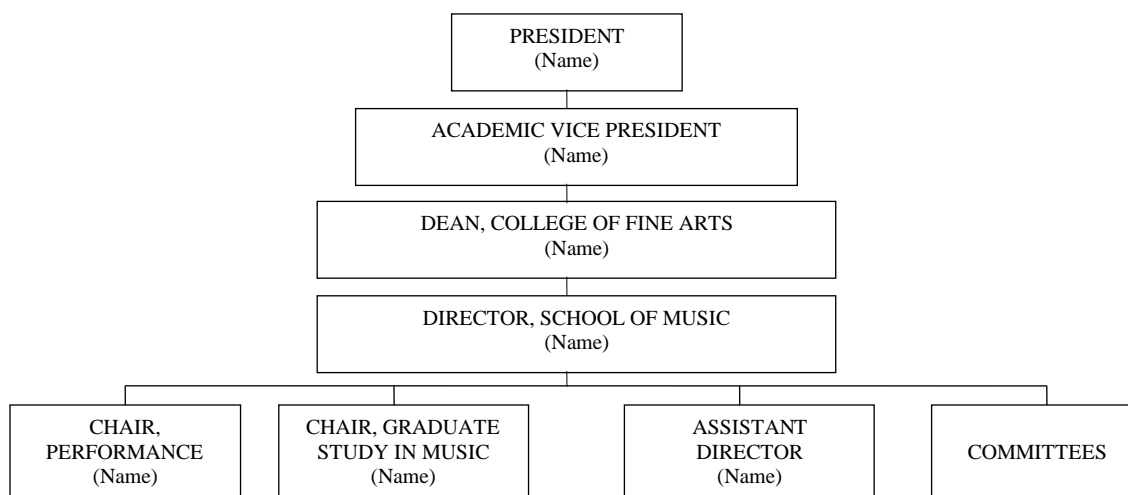 PRESIDENT
(Name)
ACADEMIC VICE PRESIDENT
(Name)
DEAN, COLLEGE OF FINE ARTS
(Name)
DIRECTOR, SCHOOL OF MUSIC
(Name)
CHAIR,
PERFORMANCE
(Name)
CHAIR, GRADUATE
STUDY IN MUSIC
(Name)
ASSISTANT
DIRECTOR
(Name)
COMMITTEES